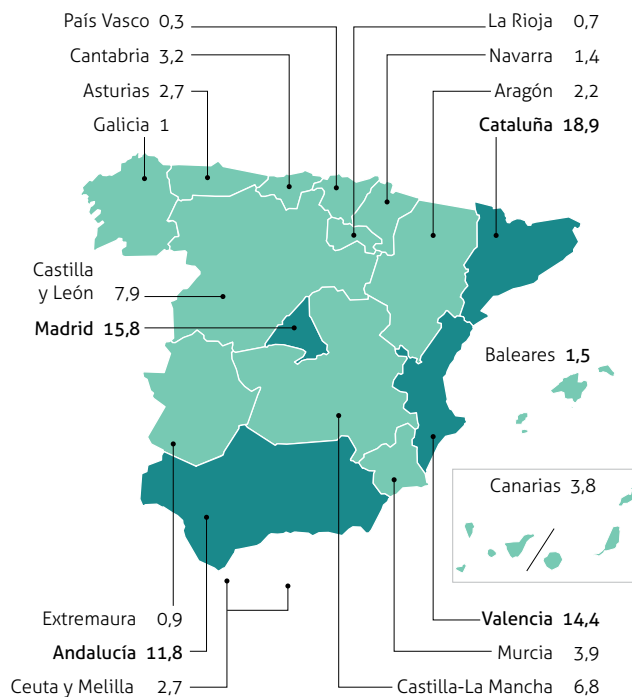 País Vasco 0,3
La Rioja 0,7
Cantabria 3,2
Navarra 1,4
Asturias 2,7
Aragón 2,2
Galicia 1
Cataluña 18,9
Castilla
y León 7,9
Madrid 15,8
Baleares 1,5
Canarias 3,8
Extremaura 0,9
Valencia 14,4
Andalucía 11,8
Murcia 3,9
Ceuta y Melilla 2,7
Castilla-La Mancha 6,8